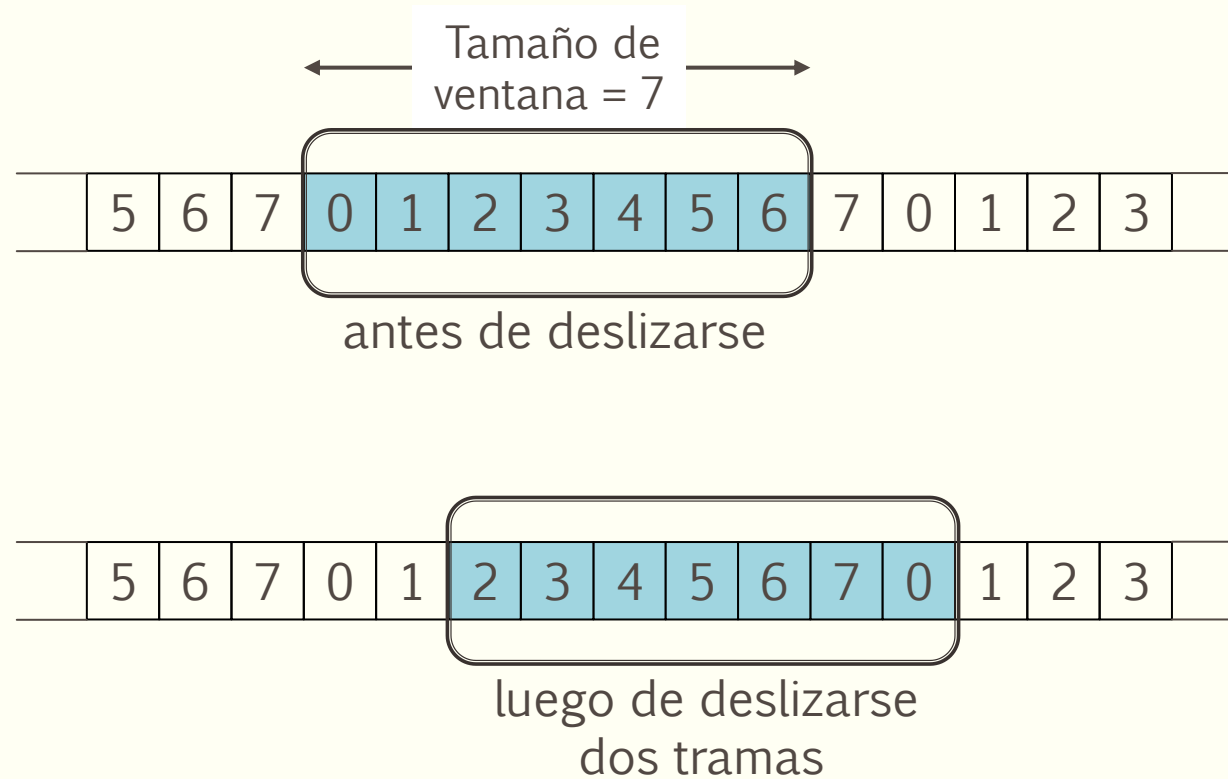 Tamaño de
ventana = 7
5 6 7 0 1 2 3 4 5 6 7 0 1 2 3
antes de deslizarse
5 6 7 0 1 2 3 4 5 6 7 0 1 2 3
luego de deslizarse
dos tramas